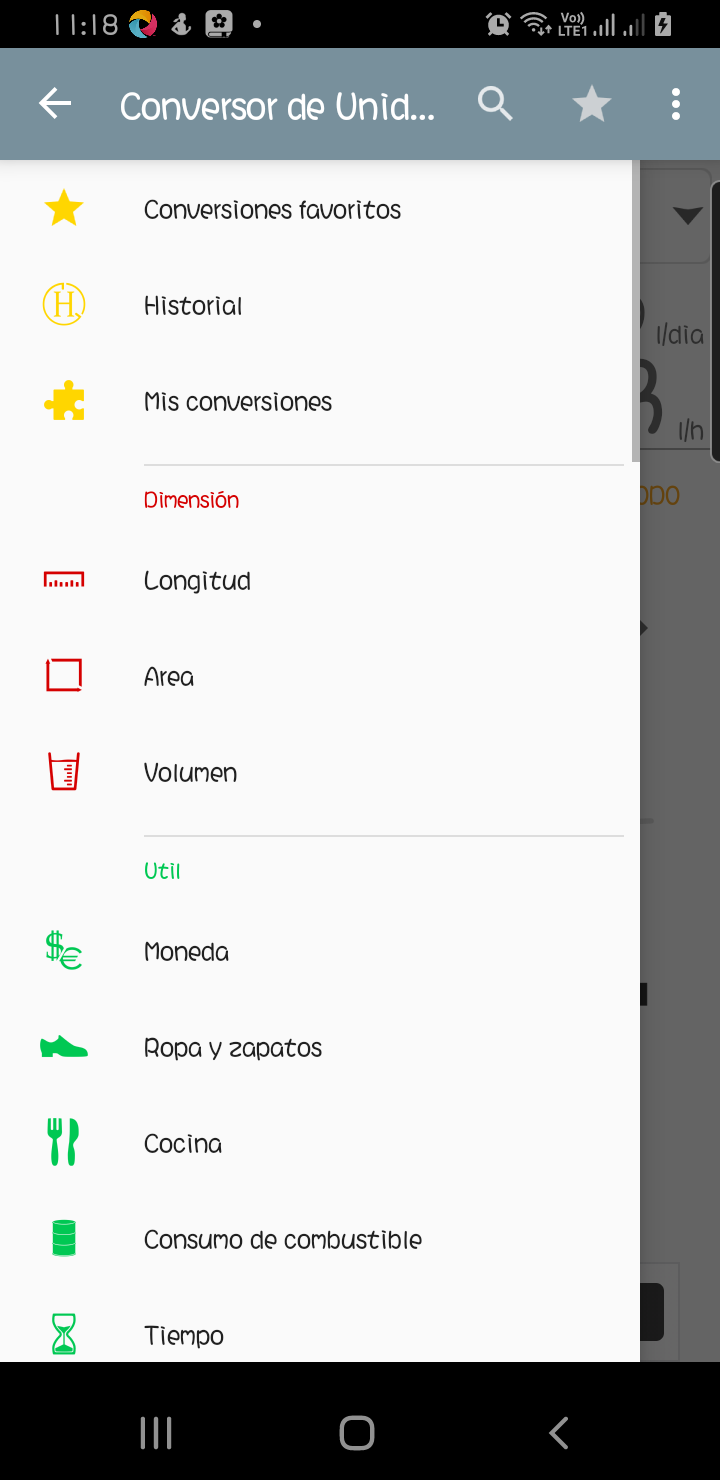 11:18
Vo))
LTE1
Conversor de Unid...
Conversiones favoritos
l/dia
Historial
Mis conversiones
l/h
Dimensión
Longitud
Area
Volumen
Util
Moneda
Ropa y zapatos
Cocina
Consumo de combustible
Tiempo